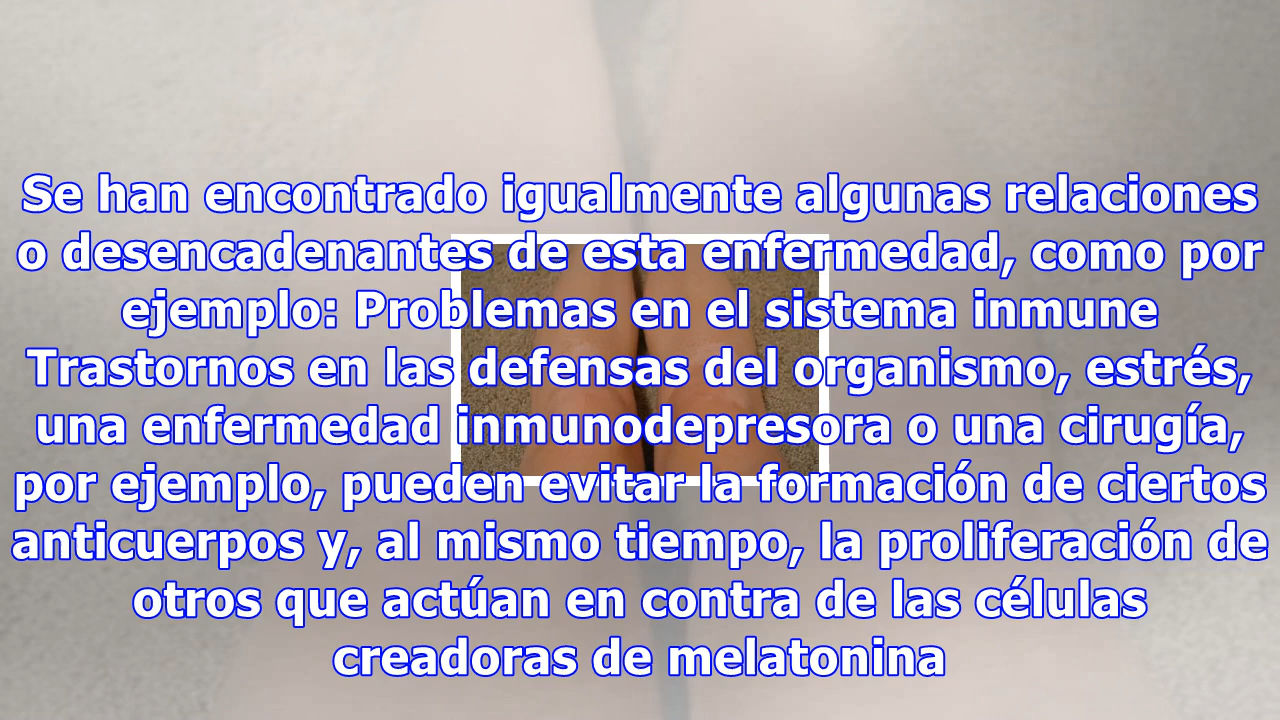 Se han encontrado igualmente algunas relaciones
o desencadenantes de esta enfermedad, como por
ejemplo: Problemas en el sistema inmune
Trastornos en las defensas del organismo, estrés,
una enfermedad inmunodepresora o una cirugía,
por ejemplo, pueden evitar la formación de ciertos
anticuerpos y, al mismo tiempo, la proliferación de
otros que actúan en contra de las células
creadoras de melatonina